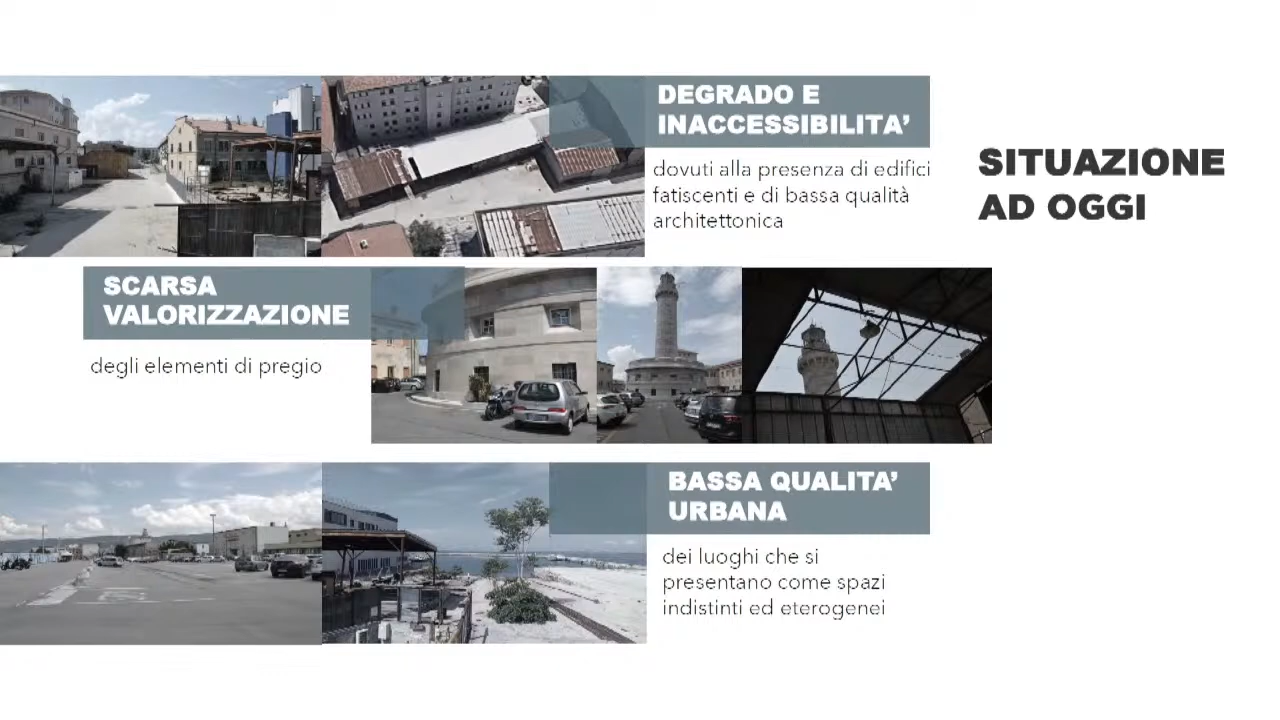 DEGRADO E
INACCESSIBILITA’
dovuti alla presenza di edifici
fatiscenti e di bassa qualità
architettonica
SITUAZIONE
AD OGGI
SCARSA
VALORIZZAZIONE
degli elementi di pregio
BASSA QUALITA’
URBANA
dei luoghi che si
presentano come spazi
indistinti ed eterogenei